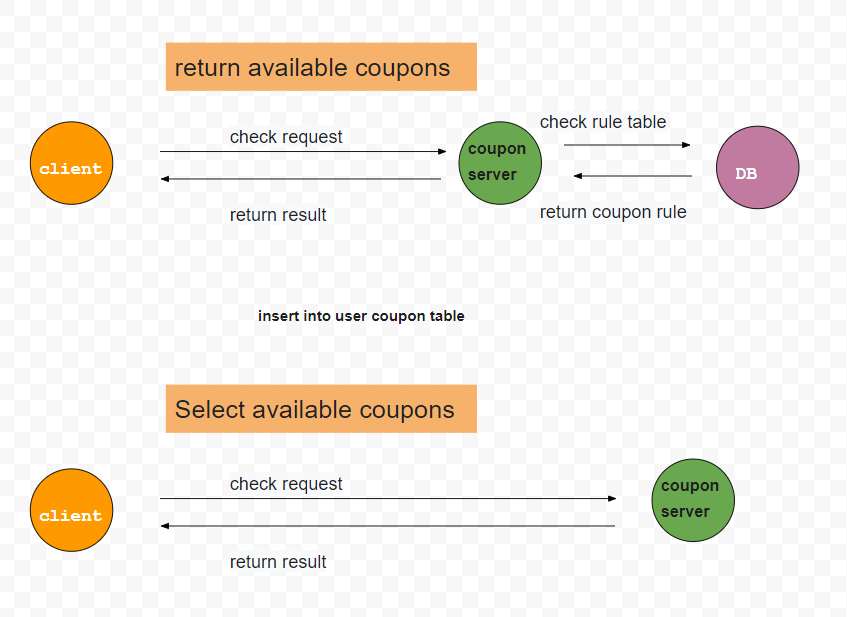 return available coupons
check request
check rule table
client
coupon
server
DB
return result
return coupon rule
insert into user coupon table
Select available coupons
check request
client
coupon
server
return result